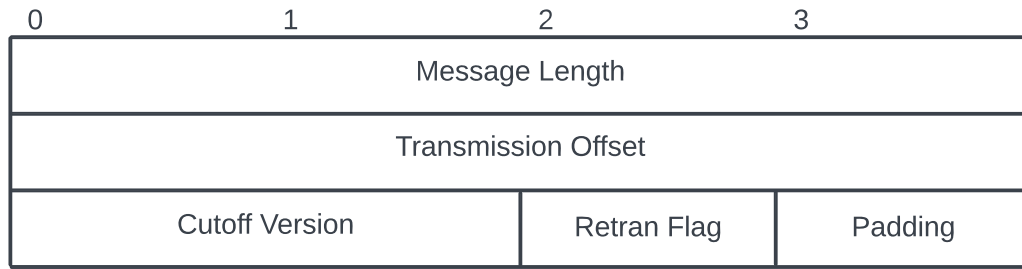 0 1 2 3
Message Length
Transmission Offset
Cutoff Version Retran Flag Padding